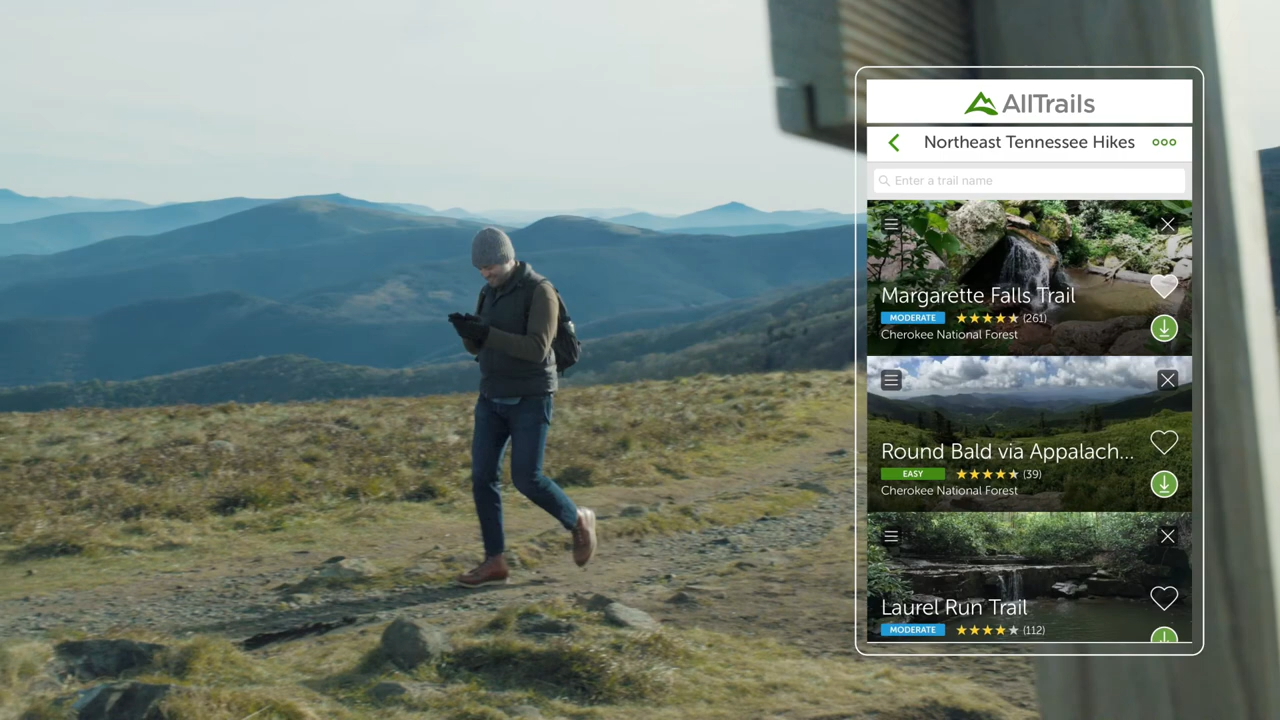 AllTrails
Northeast Tennessee Hikes
Enter a trail name
Margarette Falls Trail
MODERATE (261)
Cherokee National Forest
Round Bald via Appalach...
EASY (39)
Cherokee National Forest
Laurel Run Trail
MODERATE (112)